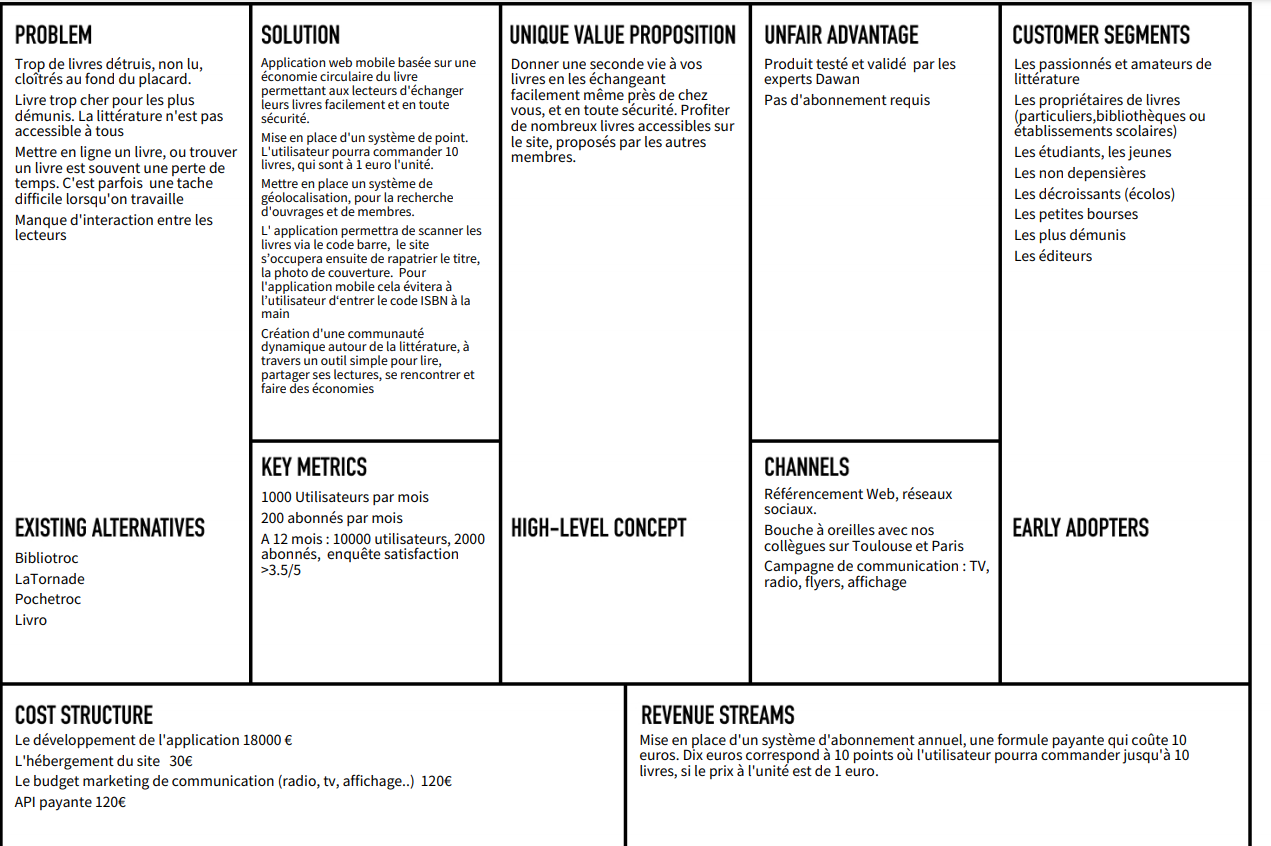 PROBLEM
Trop de livres détruis, non lu,
cloîtrés au fond du placard.
Livre trop cher pour les plus
démunis. La littérature n'est pas
accessible à tous
Mettre en ligne un livre, ou trouver
un livre est souvent une perte de
temps. C'est parfois une tache
difficile lorsqu'on travaille
Manque d'interaction entre les
lecteurs
EXISTING ALTERNATIVES
Bibliotroc
LaTornade
Pochetroc
Livro
SOLUTION
Application web mobile basée sur une
économie circulaire du livre
permettant aux lecteurs d'échanger
leurs livres facilement et en toute
sécurité.
Mise en place d'un système de point.
L'utilisateur pourra commander 10
livres, qui sont à 1 euro l'unité.
Mettre en place un système de
géolocalisation, pour la recherche
d'ouvrages et de membres.
L' application permettra de scanner les
livres via le code barre, le site
s’occupera ensuite de rapatrier le titre,
la photo de couverture. Pour
l'application mobile cela évitera à
l’utilisateur d‘entrer le code ISBN à la
main
Création d'une communauté
dynamique autour de la littérature, à
travers un outil simple pour lire,
partager ses lectures, se rencontrer et
faire des économies
KEY METRICS
1000 Utilisateurs par mois
200 abonnés par mois
A 12 mois : 10000 utilisateurs, 2000
abonnés, enquête satisfaction
>3.5/5
UNIQUE VALUE PROPOSITION
Donner une seconde vie à vos
livres en les échangeant
facilement même près de chez
vous, et en toute sécurité. Profiter
de nombreux livres accessibles sur
le site, proposés par les autres
membres.
HIGH-LEVEL CONCEPT
UNFAIR ADVANTAGE
Produit testé et validé par les
experts Dawan
Pas d'abonnement requis
CHANNELS
Référencement Web, réseaux
sociaux.
Bouche à oreilles avec nos
collègues sur Toulouse et Paris
Campagne de communication : TV,
radio, flyers, affichage
CUSTOMER SEGMENTS
Les passionnés et amateurs de
littérature
Les propriétaires de livres
(particuliers,bibliothèques ou
établissements scolaires)
Les étudiants, les jeunes
Les non depensières
Les décroissants (écolos)
Les petites bourses
Les plus démunis
Les éditeurs
EARLY ADOPTERS
COST STRUCTURE
Le développement de l'application 18000 €
L'hébergement du site 30€
Le budget marketing de communication (radio, tv, affichage..) 120€
API payante 120€
REVENUE STREAMS
Mise en place d'un système d'abonnement annuel, une formule payante qui coûte 10
euros. Dix euros correspond à 10 points où l'utilisateur pourra commander jusqu'à 10
livres, si le prix à l'unité est de 1 euro.